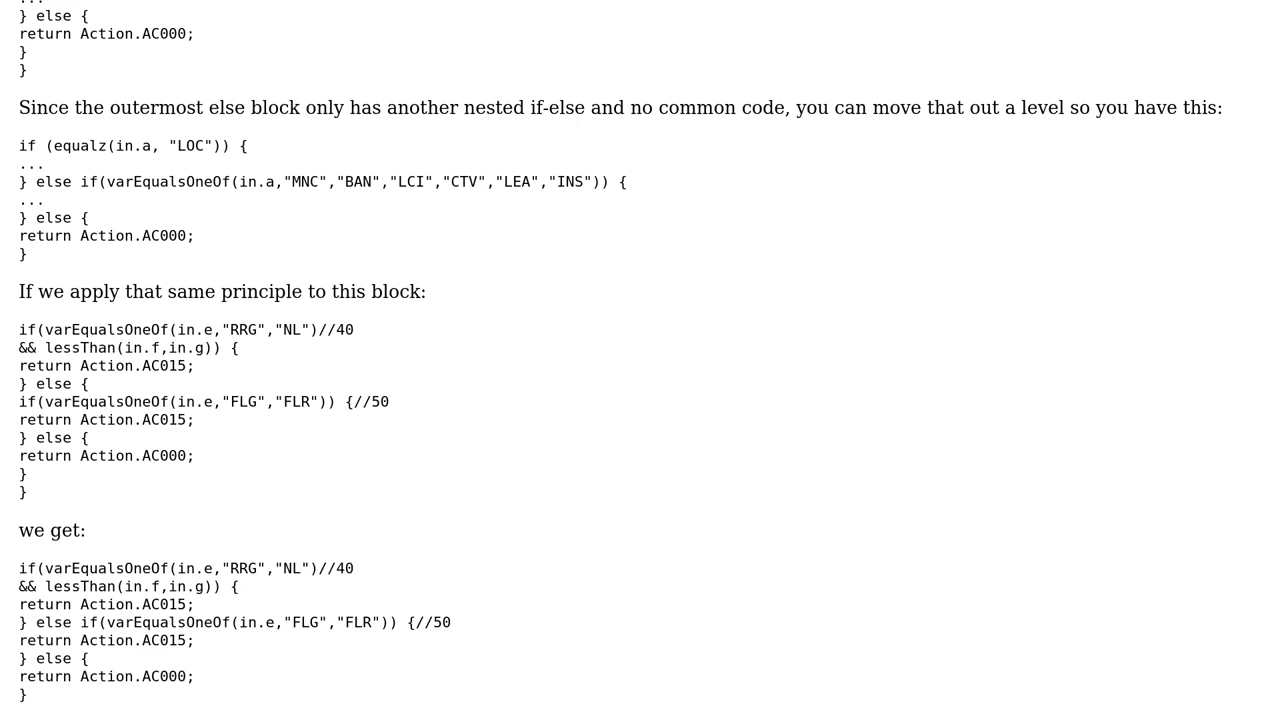 ...
} else {
return Action.AC000;
}
}
Since the outermost else block only has another nested if-else and no common code, you can move that out a level so you have this:
if (equalz(in.a, "LOC")) {
...
} else if(varEqualsOneOf(in.a,"MNC","BAN","LCI","CTV","LEA","INS")) {
...
} else {
return Action.AC000;
}
If we apply that same principle to this block:
if(varEqualsOneOf(in.e,"RRG","NL")//40
&& lessThan(in.f,in.g)) {
return Action.AC015;
} else {
if(varEqualsOneOf(in.e,"FLG","FLR")) {//50
return Action.AC015;
} else {
return Action.AC000;
}
}
we get:
if(varEqualsOneOf(in.e,"RRG","NL")//40
&& lessThan(in.f,in.g)) {
return Action.AC015;
} else if(varEqualsOneOf(in.e,"FLG","FLR")) {//50
return Action.AC015;
} else {
return Action.AC000;
}